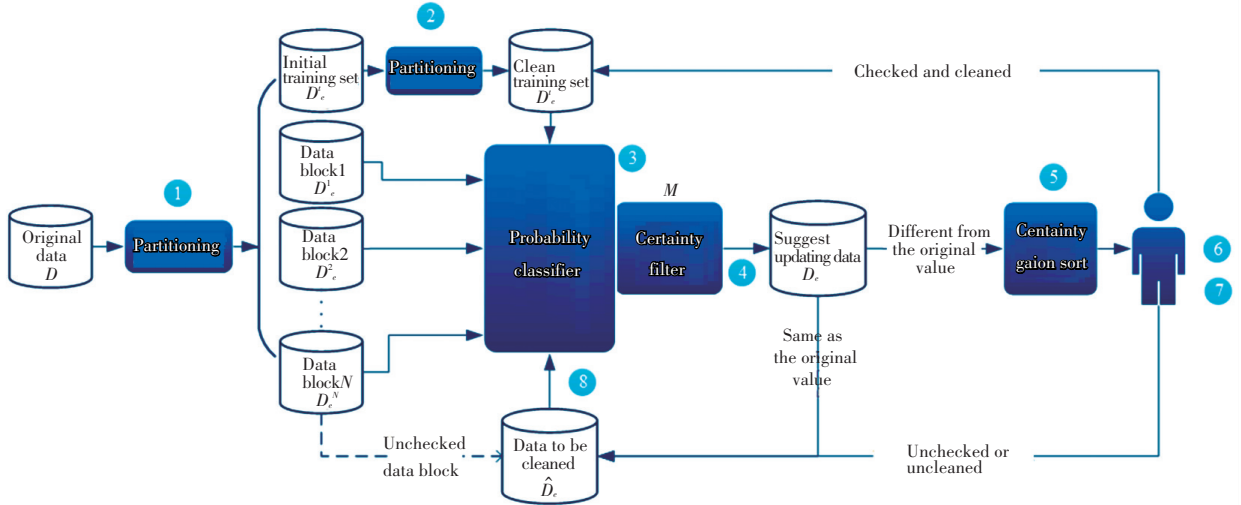 2
Initial
training set
D^t_e
Partitioning
Clean
training set
D^t_e
Checked and cleaned
Data
block1
D^1_e
3
M
1
5
Original
data
D
Partitioning
Data
block2
D^2_e
Probability
classifier
Certainty
filter
4
Suggest
updating data
D_e
Different from
the original
value
Centainty
gaion sort
6
7
Same as
the original
value
Data
blockN
D_e^N
8
Unchecked
data block
Data to be
cleaned
D̂_e
Unchecked or
uncleaned